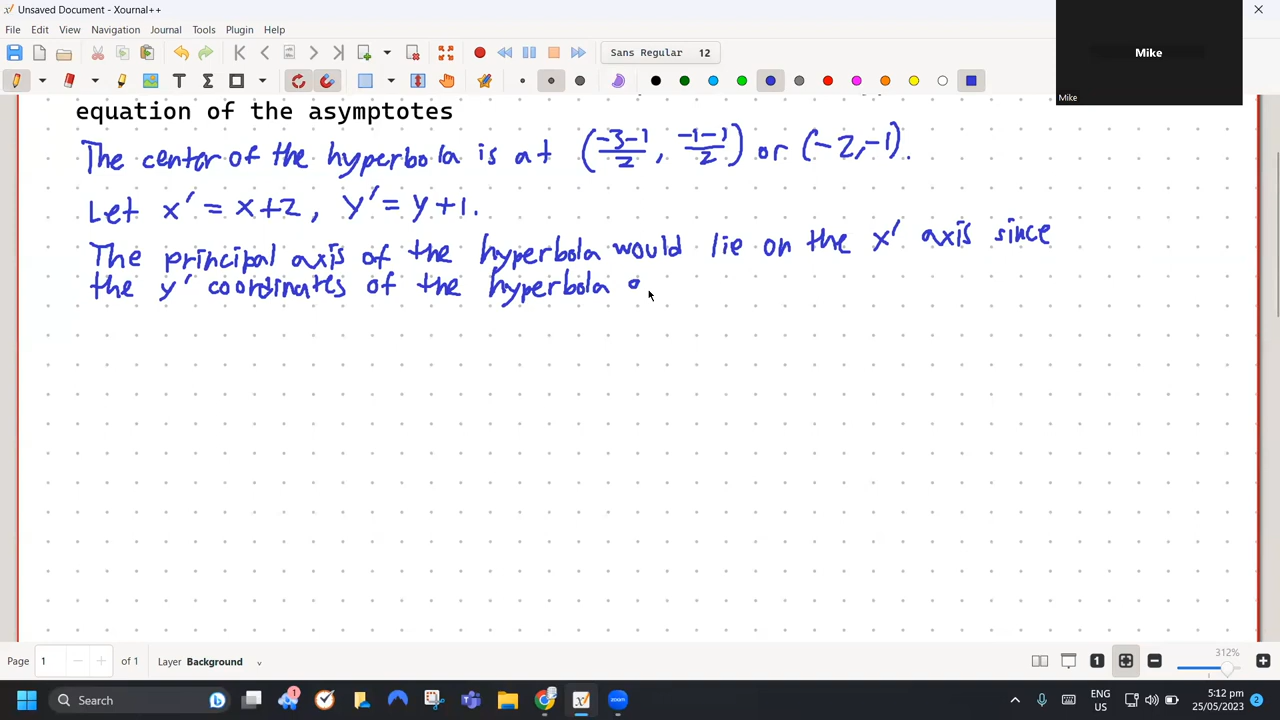 Unsaved Document - Xournal++
File Edit View Navigation Journal Tools Plugin Help
Sans Regular 12
Mike
Mike
equation of the asymptotes
The center of the hyperbola is at (-3-1/2, -1-1/2) or (-2,-1).
Let x' = x+2, y' = y+1.
The principal axis of the hyperbola would lie on the x' axis since
the y' coordinates of the hyperbola
312%
Page 1 of 1 Layer Background
1
Search
1
ENG
US
5:12 pm
25/05/2023
2